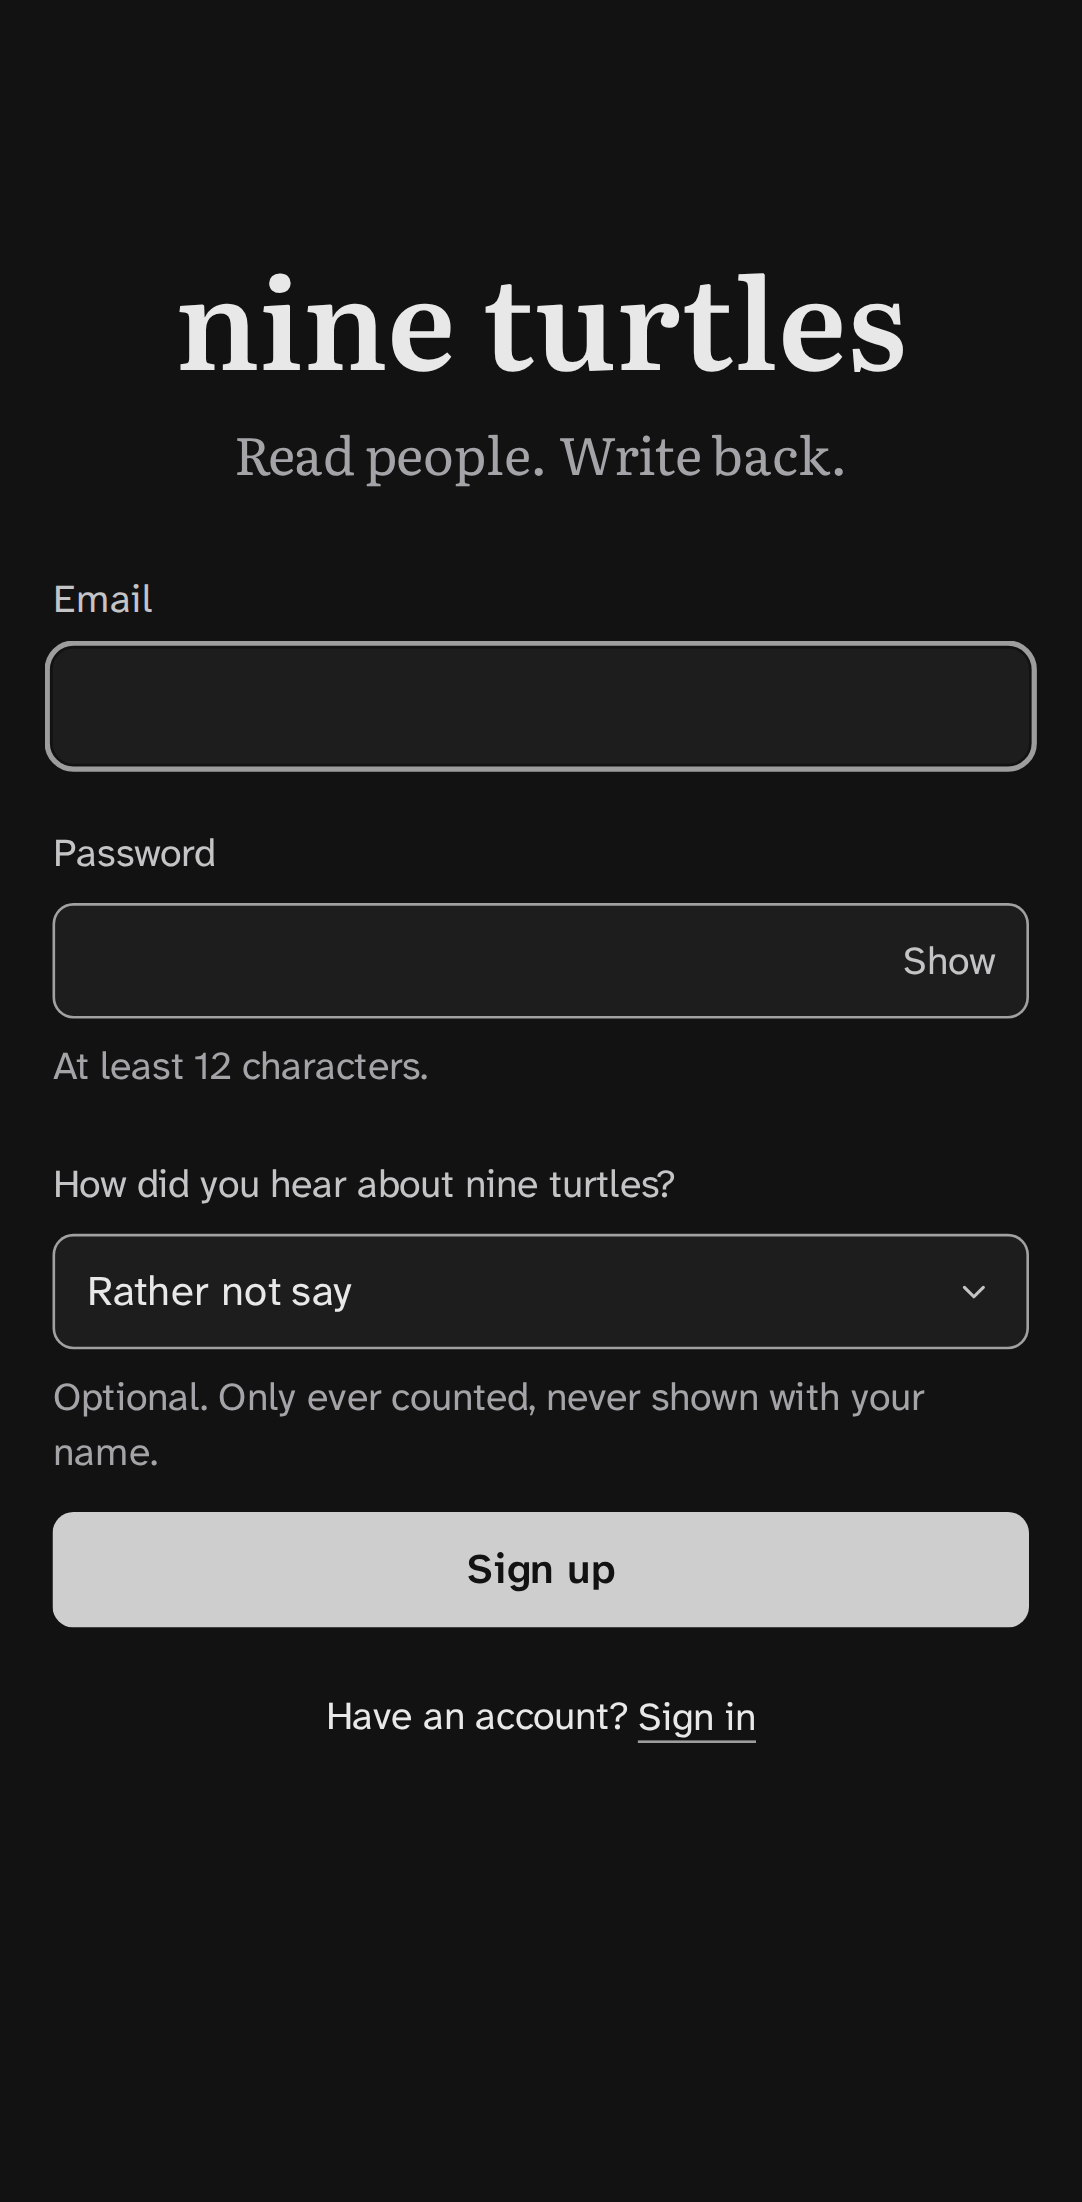 nine turtles
Read people. Write back.
Email
Password
Show
At least 12 characters.
How did you hear about nine turtles?
Rather not say
Optional. Only ever counted, never shown with your
name.
Sign up
Have an account? Sign in